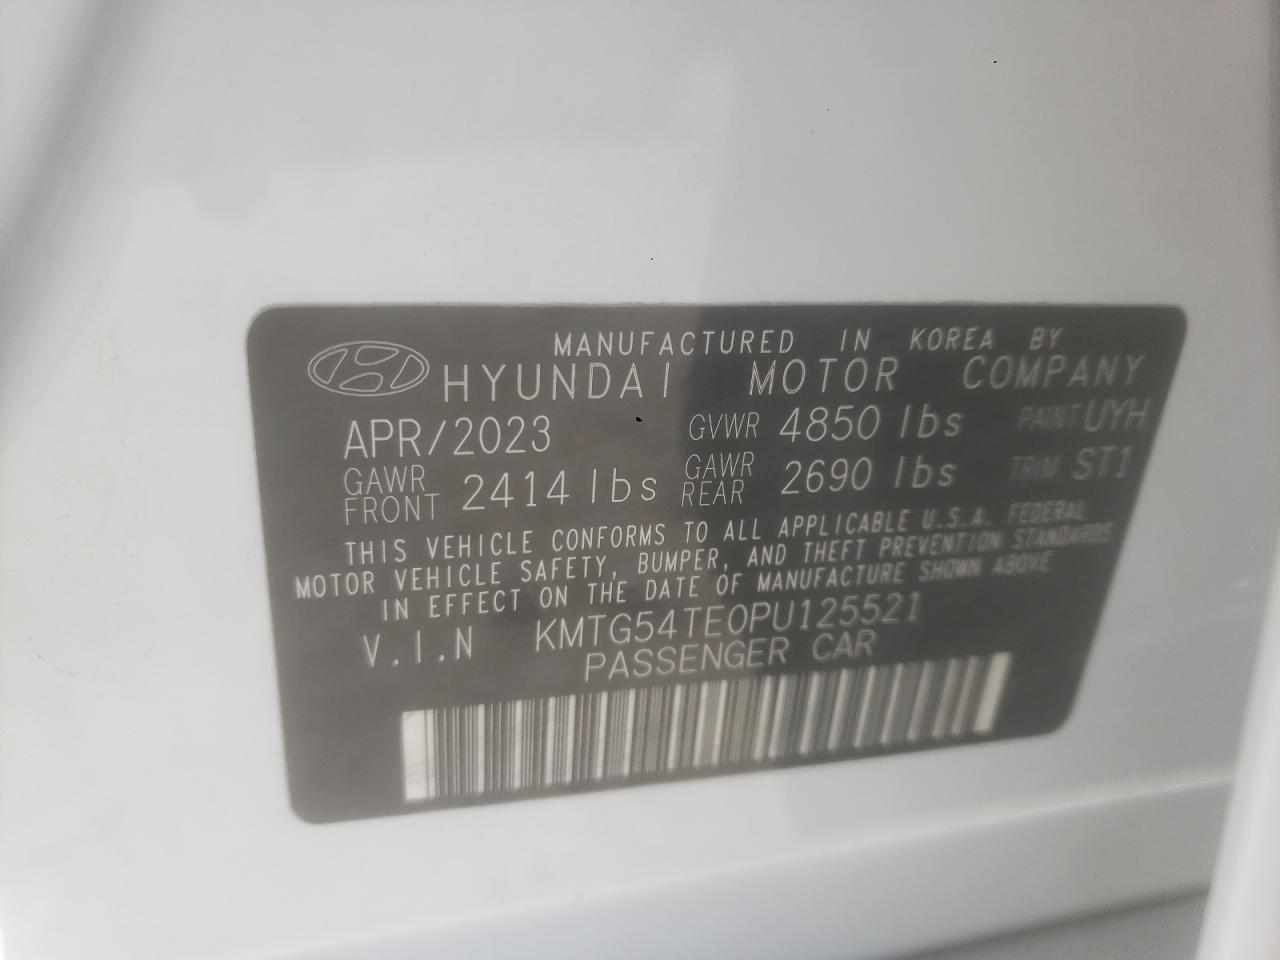 MANUFACTURED IN KOREA BY
HYUNDAI MOTOR COMPANY
APR/2023 GVWR 4850 lbs PAINT UYH
GAWR FRONT 2414 lbs GAWR REAR 2690 lbs TRIM ST1
THIS VEHICLE CONFORMS TO ALL APPLICABLE U.S.A. FEDERAL
MOTOR VEHICLE SAFETY, BUMPER, AND THEFT PREVENTION STANDARDS
IN EFFECT ON THE DATE OF MANUFACTURE SHOWN ABOVE
V.I.N KMTG54TE0PU125521
PASSENGER CAR